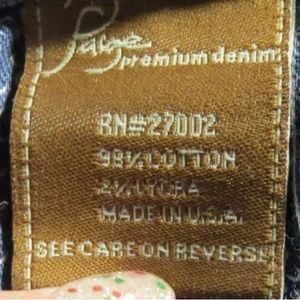 Paige
premium denim
RN#27002
98% COTTON
2% LYCRA
MADE IN U.S.A.
SEE CARE ON REVERSE